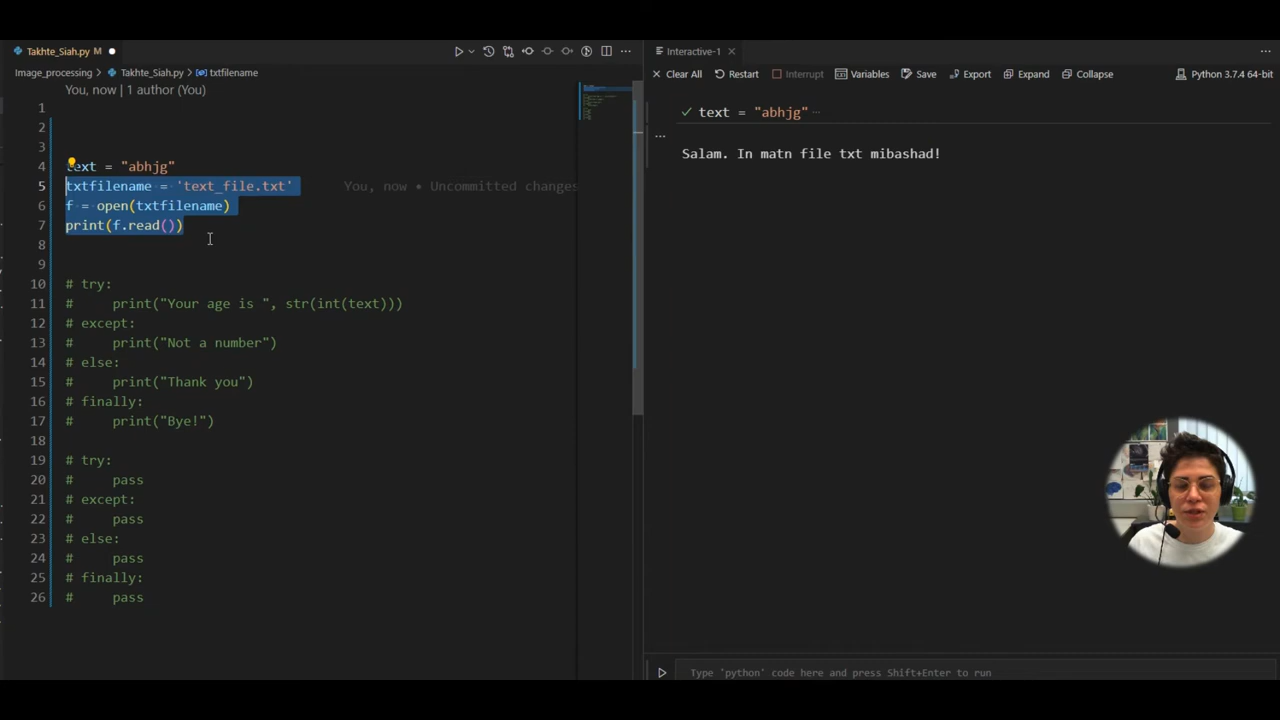 Takhte_Siah.py M
Image_processing > Takhte_Siah.py > txtfilename
You, now | 1 author (You)
1
2
3
4 text = "abhjg"
5 txtfilename = 'text_file.txt' You, now • Uncommitted changes
6 f = open(txtfilename)
7 print(f.read())
8
9
10 # try:
11 #     print("Your age is ", str(int(text)))
12 # except:
13 #     print("Not a number")
14 # else:
15 #     print("Thank you")
16 # finally:
17 #     print("Bye!")
18
19 # try:
20 #     pass
21 # except:
22 #     pass
23 # else:
24 #     pass
25 # finally:
26 #     pass
Interactive-1
Clear All Restart Interrupt Variables Save Export Expand Collapse Python 3.7.4 64-bit
text = "abhjg" ...
Salam. In matn file txt mibashad!
Type 'python' code here and press Shift+Enter to run